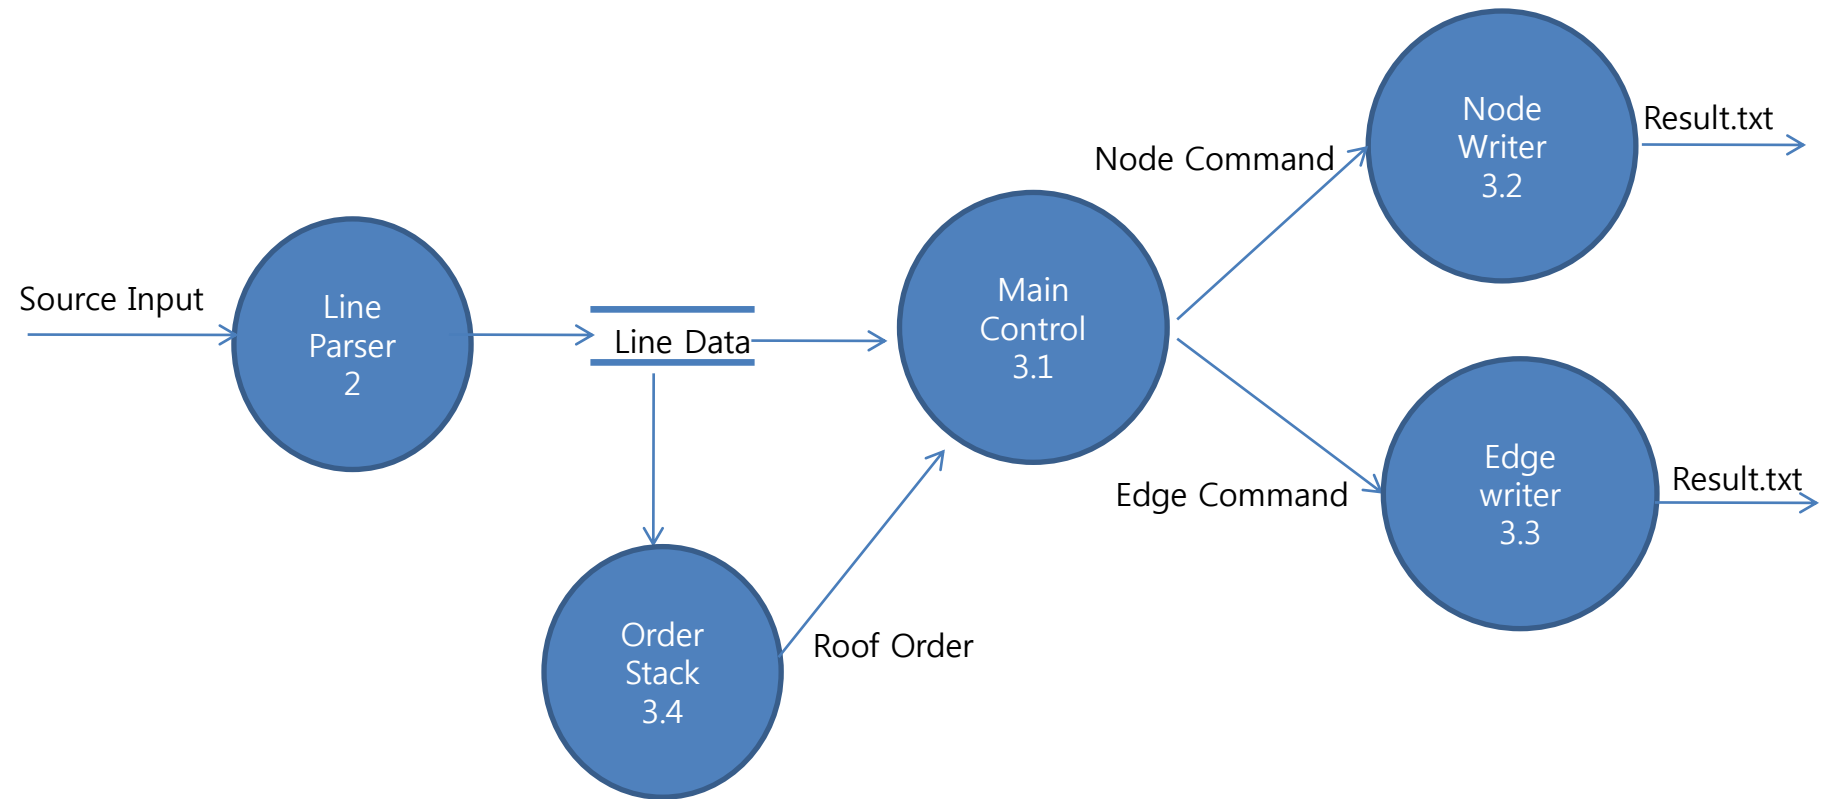 Source Input
Line
Parser
2
Line Data
Order
Stack
3.4
Roof Order
Main
Control
3.1
Node Command
Edge Command
Node
Writer
3.2
Result.txt
Edge
writer
3.3
Result.txt